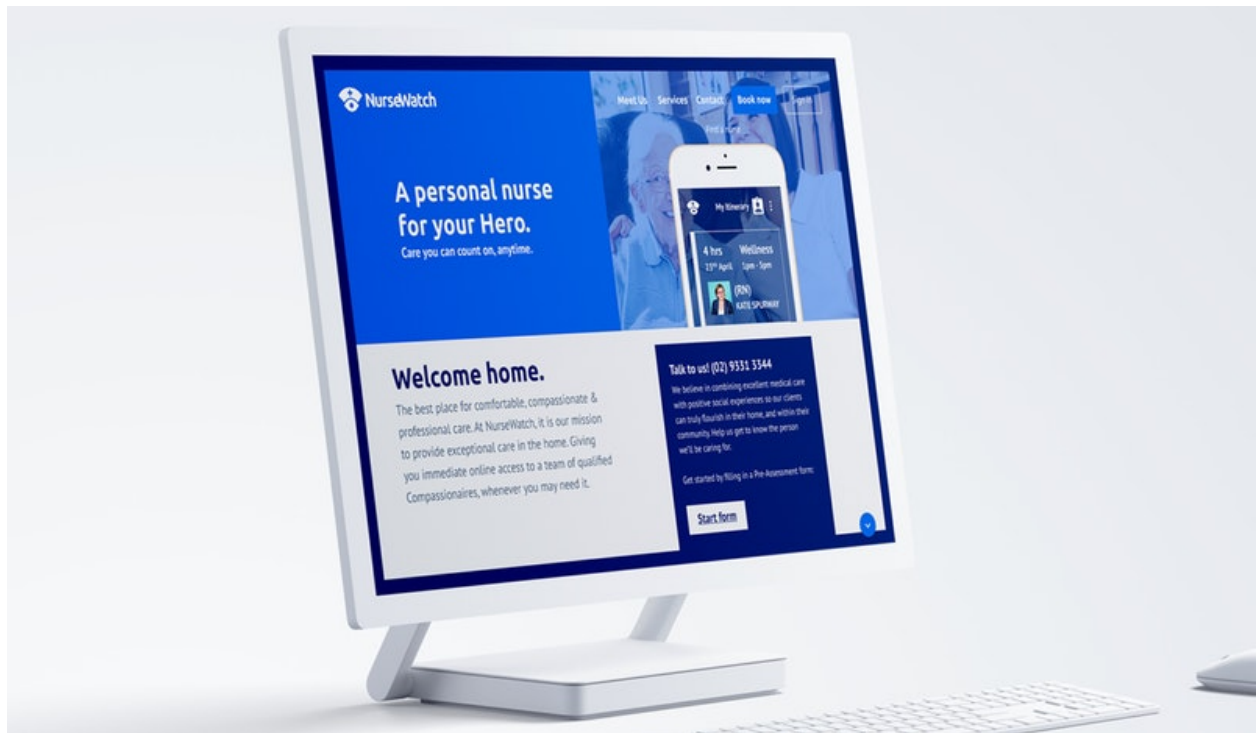 NurseWatch
Meet Us Services Contact Book now Sign in
Find a nurse
A personal nurse
for your Hero.
Care you can count on, anytime.
My Itinerary
4 hrs Wellness
25th April 1pm - 5pm
(RN)
KATE SPURWAY
Welcome home.
The best place for comfortable, compassionate &
professional care. At NurseWatch, it is our mission
to provide exceptional care in the home. Giving
you immediate online access to a team of qualified
Compassionaires, whenever you may need it.
Talk to us! (02) 9331 3344
We believe in combining excellent medical care
with positive social experiences so our clients
can truly flourish in their home, and within their
community. Help us get to know the person
we'll be caring for.
Get started by filling in a Pre-Assessment form:
Start form